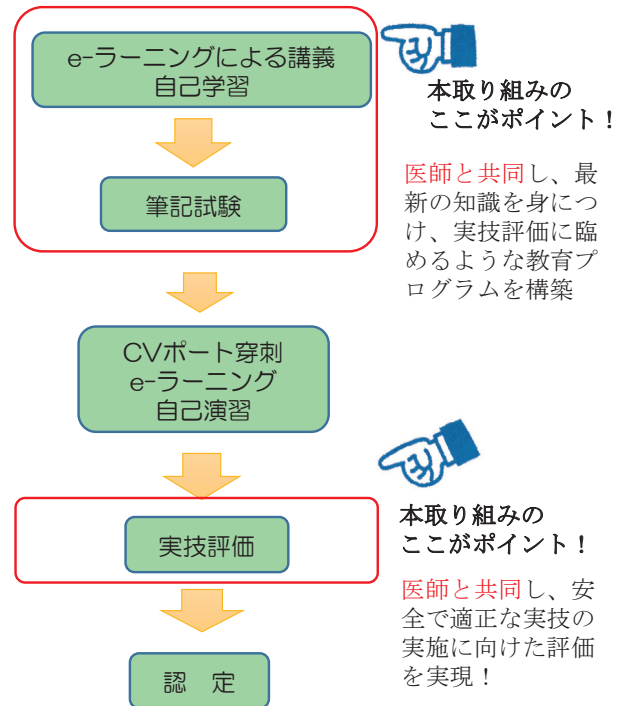 e-ラーニングによる講義
自己学習
筆記試験
本取り組みの
ここがポイント！
医師と共同し、最
新の知識を身につ
け、実技評価に臨
めるような教育プ
ログラムを構築
CVポート穿刺
e-ラーニング
自己演習
実技評価
本取り組みの
ここがポイント！
医師と共同し、安
全で適正な実技の
実施に向けた評価
を実現！
認　定